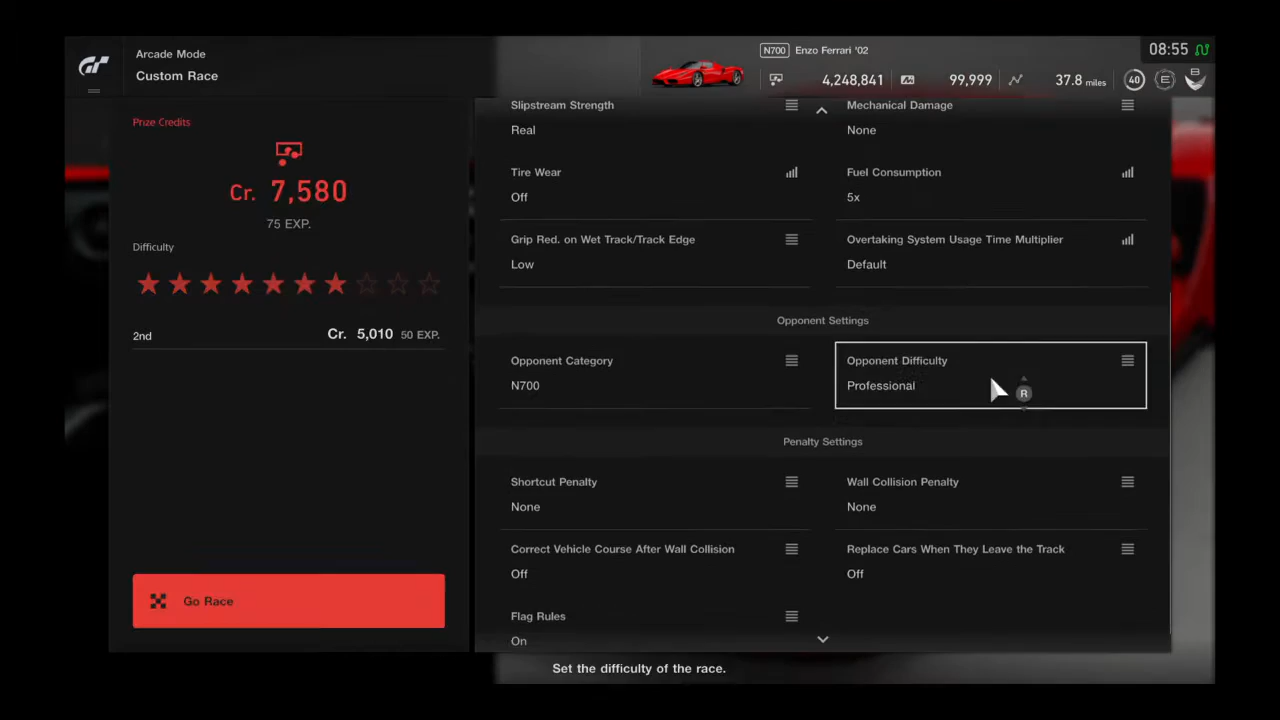 Arcade Mode
Custom Race
N700 Enzo Ferrari '02
4,248,841 99,999 37.8 miles 40 E B
08:55
Prize Credits
Cr. 7,580
75 EXP.
Difficulty
2nd Cr. 5,010 50 EXP.
Go Race
Slipstream Strength
Real
Mechanical Damage
None
Tire Wear
Off
Fuel Consumption
5x
Grip Red. on Wet Track/Track Edge
Low
Overtaking System Usage Time Multiplier
Default
Opponent Settings
Opponent Category
N700
Opponent Difficulty
Professional
R
Penalty Settings
Shortcut Penalty
None
Wall Collision Penalty
None
Correct Vehicle Course After Wall Collision
Off
Replace Cars When They Leave the Track
Off
Flag Rules
On
Set the difficulty of the race.